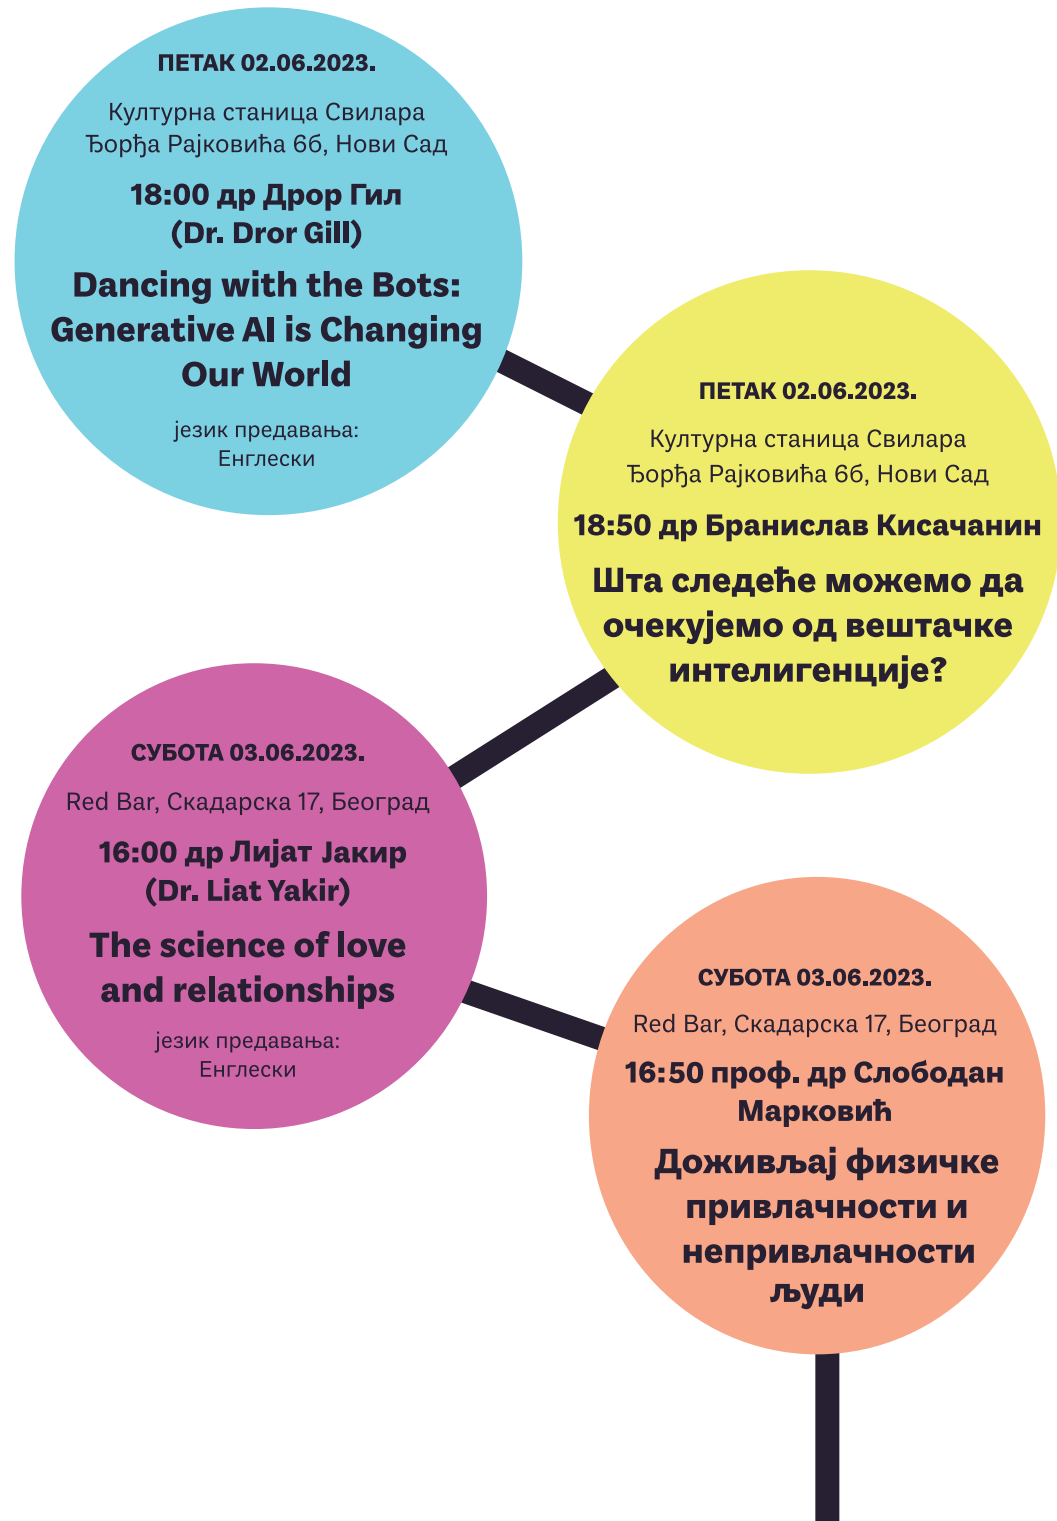 ПЕТАК 02.06.2023.
Културна станица Свилара
Ђорђа Рајковића 6б, Нови Сад
18:00 др Дрор Гил
(Dr. Dror Gill)
Dancing with the Bots:
Generative AI is Changing
Our World
језик предавања:
Енглески
ПЕТАК 02.06.2023.
Културна станица Свилара
Ђорђа Рајковића 6б, Нови Сад
18:50 др Бранислав Кисачанин
Шта следеће можемо да
очекујемо од вештачке
интелигенције?
СУБОТА 03.06.2023.
Red Bar, Скадарска 17, Београд
16:00 др Лијат Јакир
(Dr. Liat Yakir)
The science of love
and relationships
језик предавања:
Енглески
СУБОТА 03.06.2023.
Red Bar, Скадарска 17, Београд
16:50 проф. др Слободан
Марковић
Доживљај физичке
привлачности и
непривлачности
људи